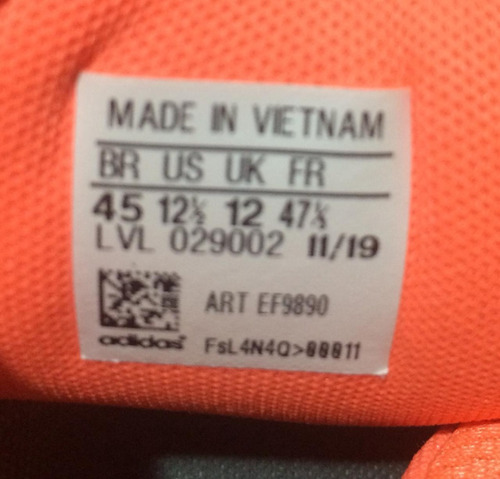 MADE IN VIETNAM
BR US UK FR
45 12½ 12 47⅓
LVL 029002 11/19
ART EF9890
adidas FsL4N4Q>00011